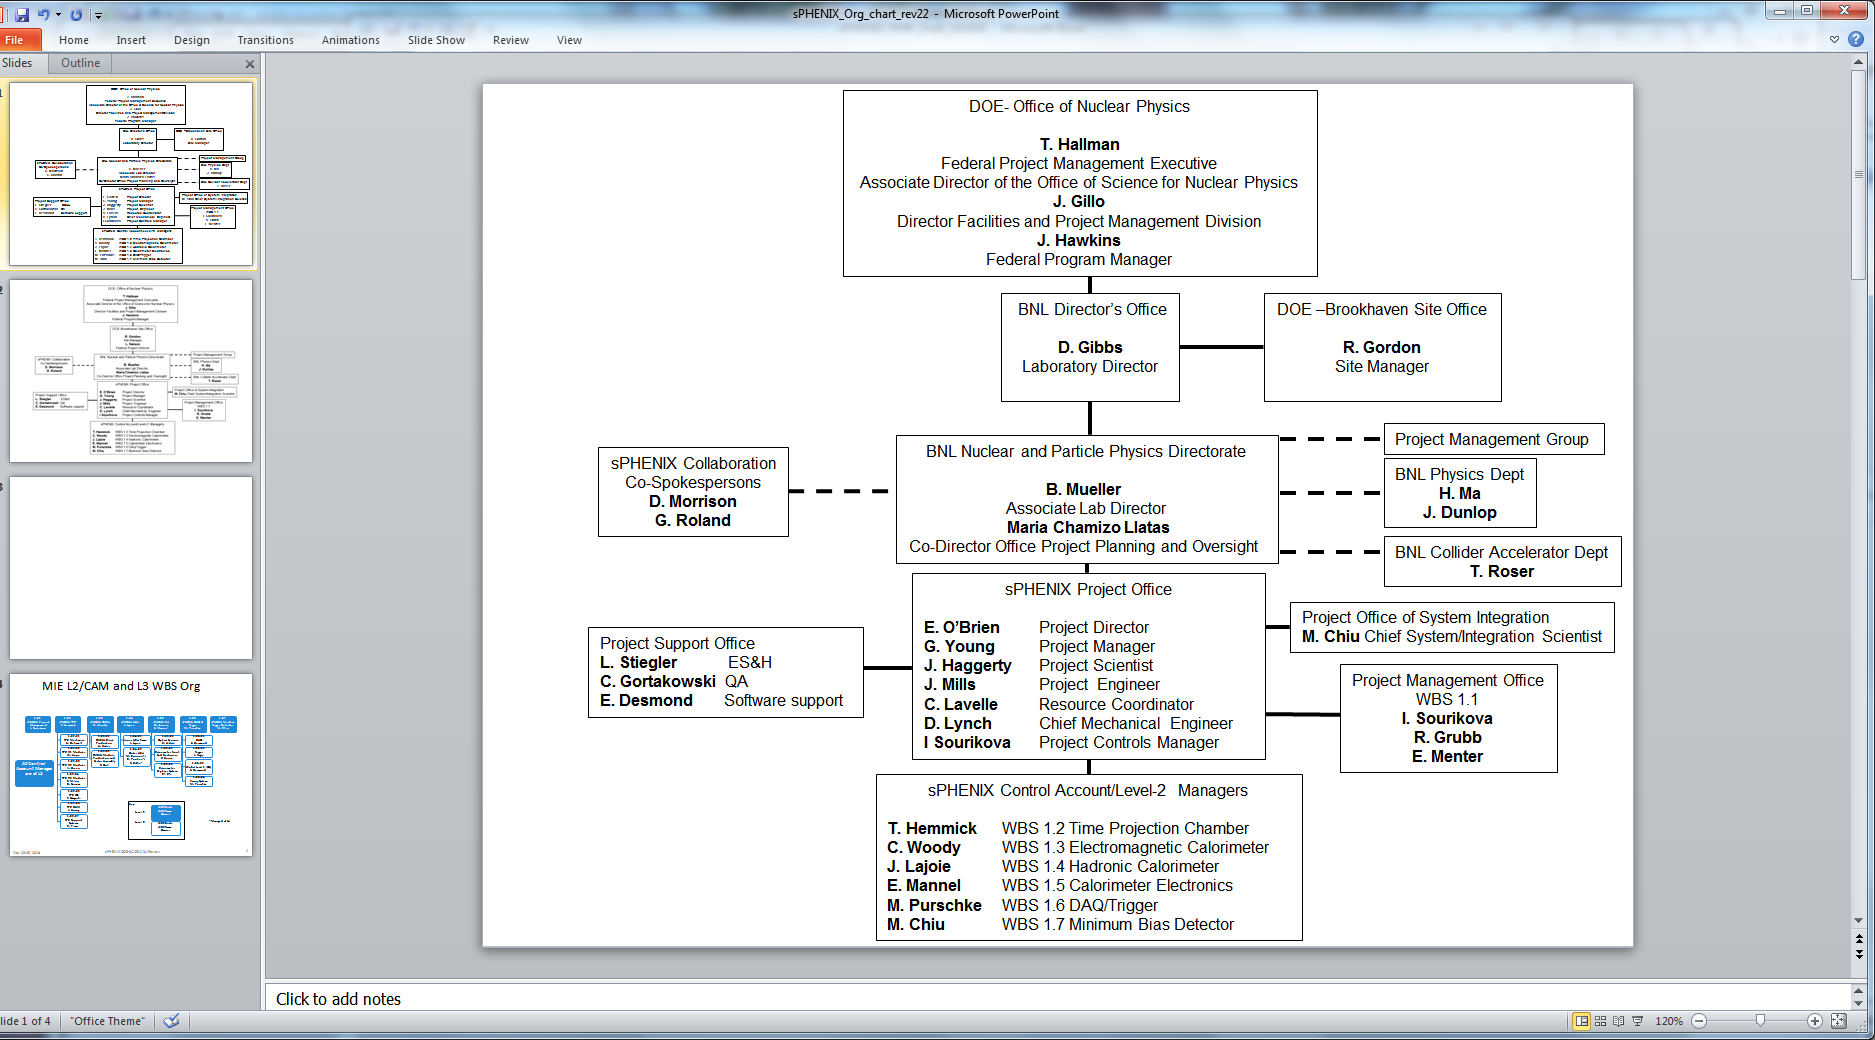 sPHENIX_Org_chart_rev22 - Microsoft PowerPoint
File Home Insert Design Transitions Animations Slide Show Review View
Slides Outline
DOE- Office of Nuclear Physics
T. Hallman
Federal Project Management Executive
Associate Director of the Office of Science for Nuclear Physics
J. Gillo
Director Facilities and Project Management Division
J. Hawkins
Federal Program Manager
BNL Director's Office
D. Gibbs
Laboratory Director
DOE –Brookhaven Site Office
R. Gordon
Site Manager
sPHENIX Collaboration
Co-Spokespersons
D. Morrison
G. Roland
BNL Nuclear and Particle Physics Directorate
B. Mueller
Associate Lab Director
Maria Chamizo Llatas
Co-Director Office Project Planning and Oversight
Project Management Group
BNL Physics Dept
H. Ma
J. Dunlop
BNL Collider Accelerator Dept
T. Roser
sPHENIX Project Office
E. O'Brien Project Director
G. Young Project Manager
J. Haggerty Project Scientist
J. Mills Project Engineer
C. Lavelle Resource Coordinator
D. Lynch Chief Mechanical Engineer
I Sourikova Project Controls Manager
Project Support Office
L. Stiegler ES&H
C. Gortakowski QA
E. Desmond Software support
Project Office of System Integration
M. Chiu Chief System/Integration Scientist
Project Management Office
WBS 1.1
I. Sourikova
R. Grubb
E. Menter
sPHENIX Control Account/Level-2 Managers
T. Hemmick WBS 1.2 Time Projection Chamber
C. Woody WBS 1.3 Electromagnetic Calorimeter
J. Lajoie WBS 1.4 Hadronic Calorimeter
E. Mannel WBS 1.5 Calorimeter Electronics
M. Purschke WBS 1.6 DAQ/Trigger
M. Chiu WBS 1.7 Minimum Bias Detector
MIE L2/CAM and L3 WBS Org
Click to add notes
lide 1 of 4 "Office Theme" 120%